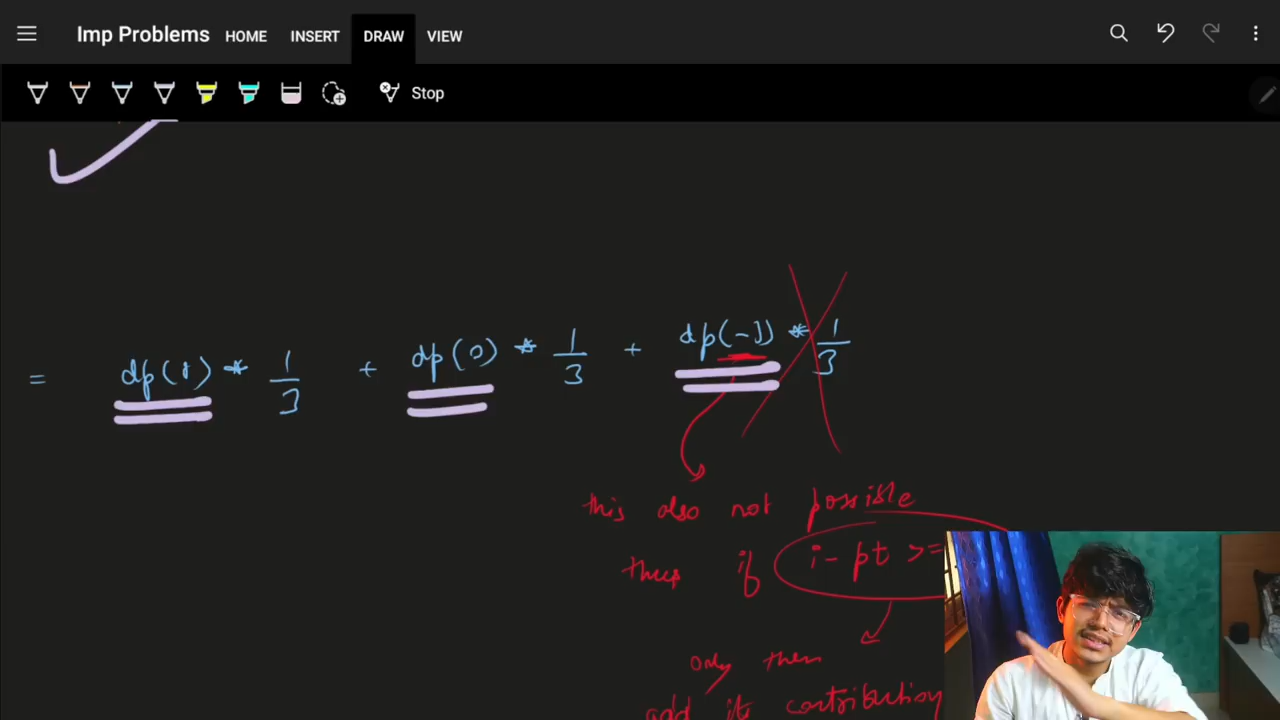 Imp Problems HOME INSERT DRAW VIEW
Stop
= dp(1) * 1/3 + dp(0) * 1/3 + dp(-1) * 1/3
this also not possible
thus if i - pt >=
only then
add it contribution